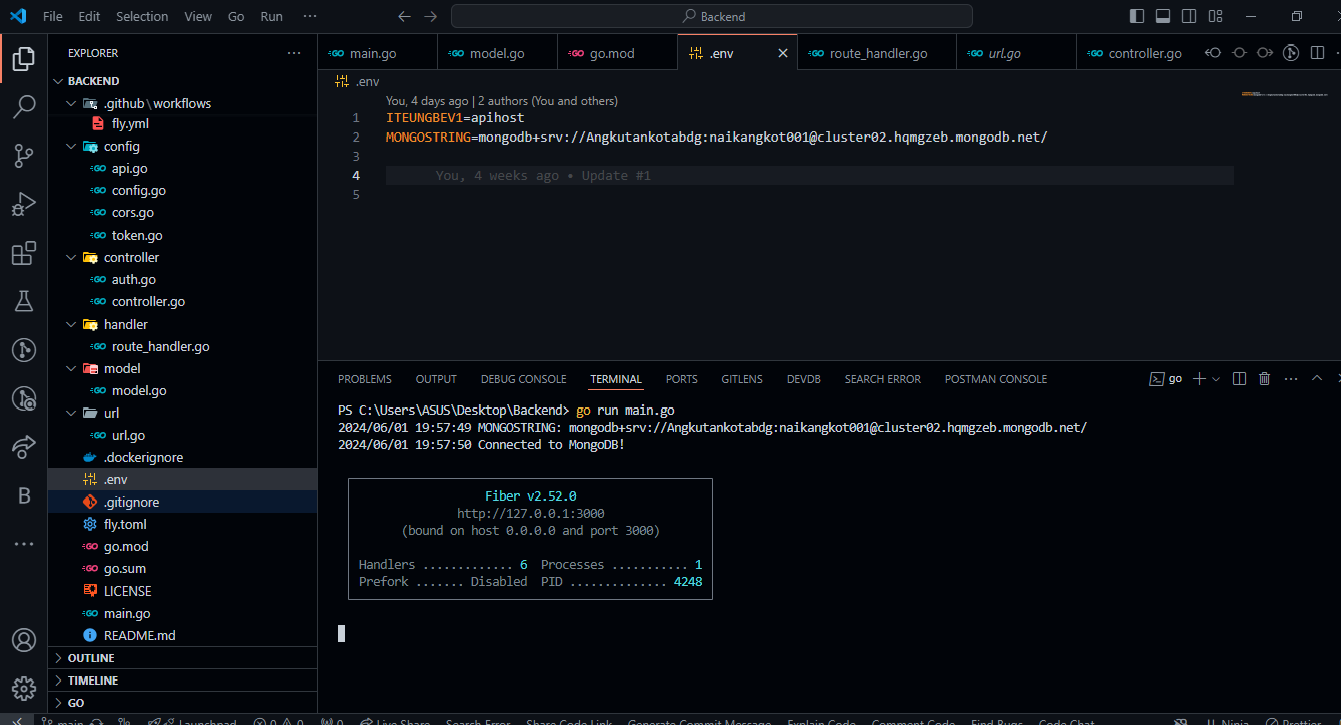 File Edit Selection View Go Run ··· Backend
EXPLORER ···
BACKEND
.github\workflows
fly.yml
config
api.go
config.go
cors.go
token.go
controller
auth.go
controller.go
handler
route_handler.go
model
model.go
url
url.go
.dockerignore
.env
.gitignore
fly.toml
go.mod
go.sum
LICENSE
main.go
README.md
OUTLINE
TIMELINE
GO
main.go model.go go.mod .env route_handler.go url.go controller.go
.env
You, 4 days ago | 2 authors (You and others)
1 ITEUNGBEV1=apihost
2 MONGOSTRING=mongodb+srv://Angkutankotabdg:naikangkot001@cluster02.hqmgzeb.mongodb.net/
3
4 You, 4 weeks ago • Update #1
5
PROBLEMS OUTPUT DEBUG CONSOLE TERMINAL PORTS GITLENS DEVDB SEARCH ERROR POSTMAN CONSOLE go
PS C:\Users\ASUS\Desktop\Backend> go run main.go
2024/06/01 19:57:49 MONGOSTRING: mongodb+srv://Angkutankotabdg:naikangkot001@cluster02.hqmgzeb.mongodb.net/
2024/06/01 19:57:50 Connected to MongoDB!
Fiber v2.52.0
http://127.0.0.1:3000
(bound on host 0.0.0.0 and port 3000)
Handlers ............. 6 Processes ........... 1
Prefork ....... Disabled PID .............. 4248
main Launchpad 0 0 0 Live Share Search Error Share Code Link Generate Commit Message Explain Code Comment Code Find Bugs Code Chat Ninja Prettier